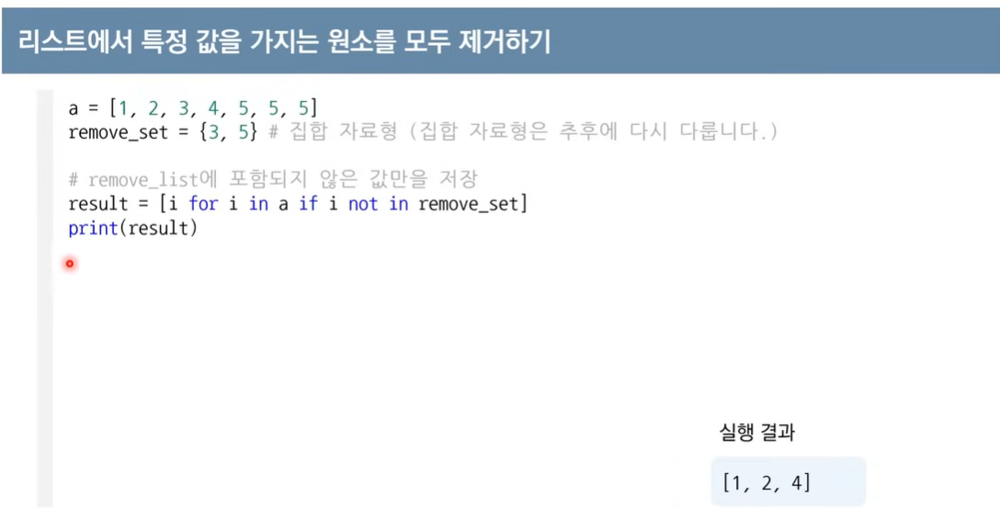 리스트에서 특정 값을 가지는 원소를 모두 제거하기
a = [1, 2, 3, 4, 5, 5, 5]
remove_set = {3, 5} # 집합 자료형 (집합 자료형은 추후에 다시 다룹니다.)
# remove_list에 포함되지 않은 값만을 저장
result = [i for i in a if i not in remove_set]
print(result)
실행 결과
[1, 2, 4]